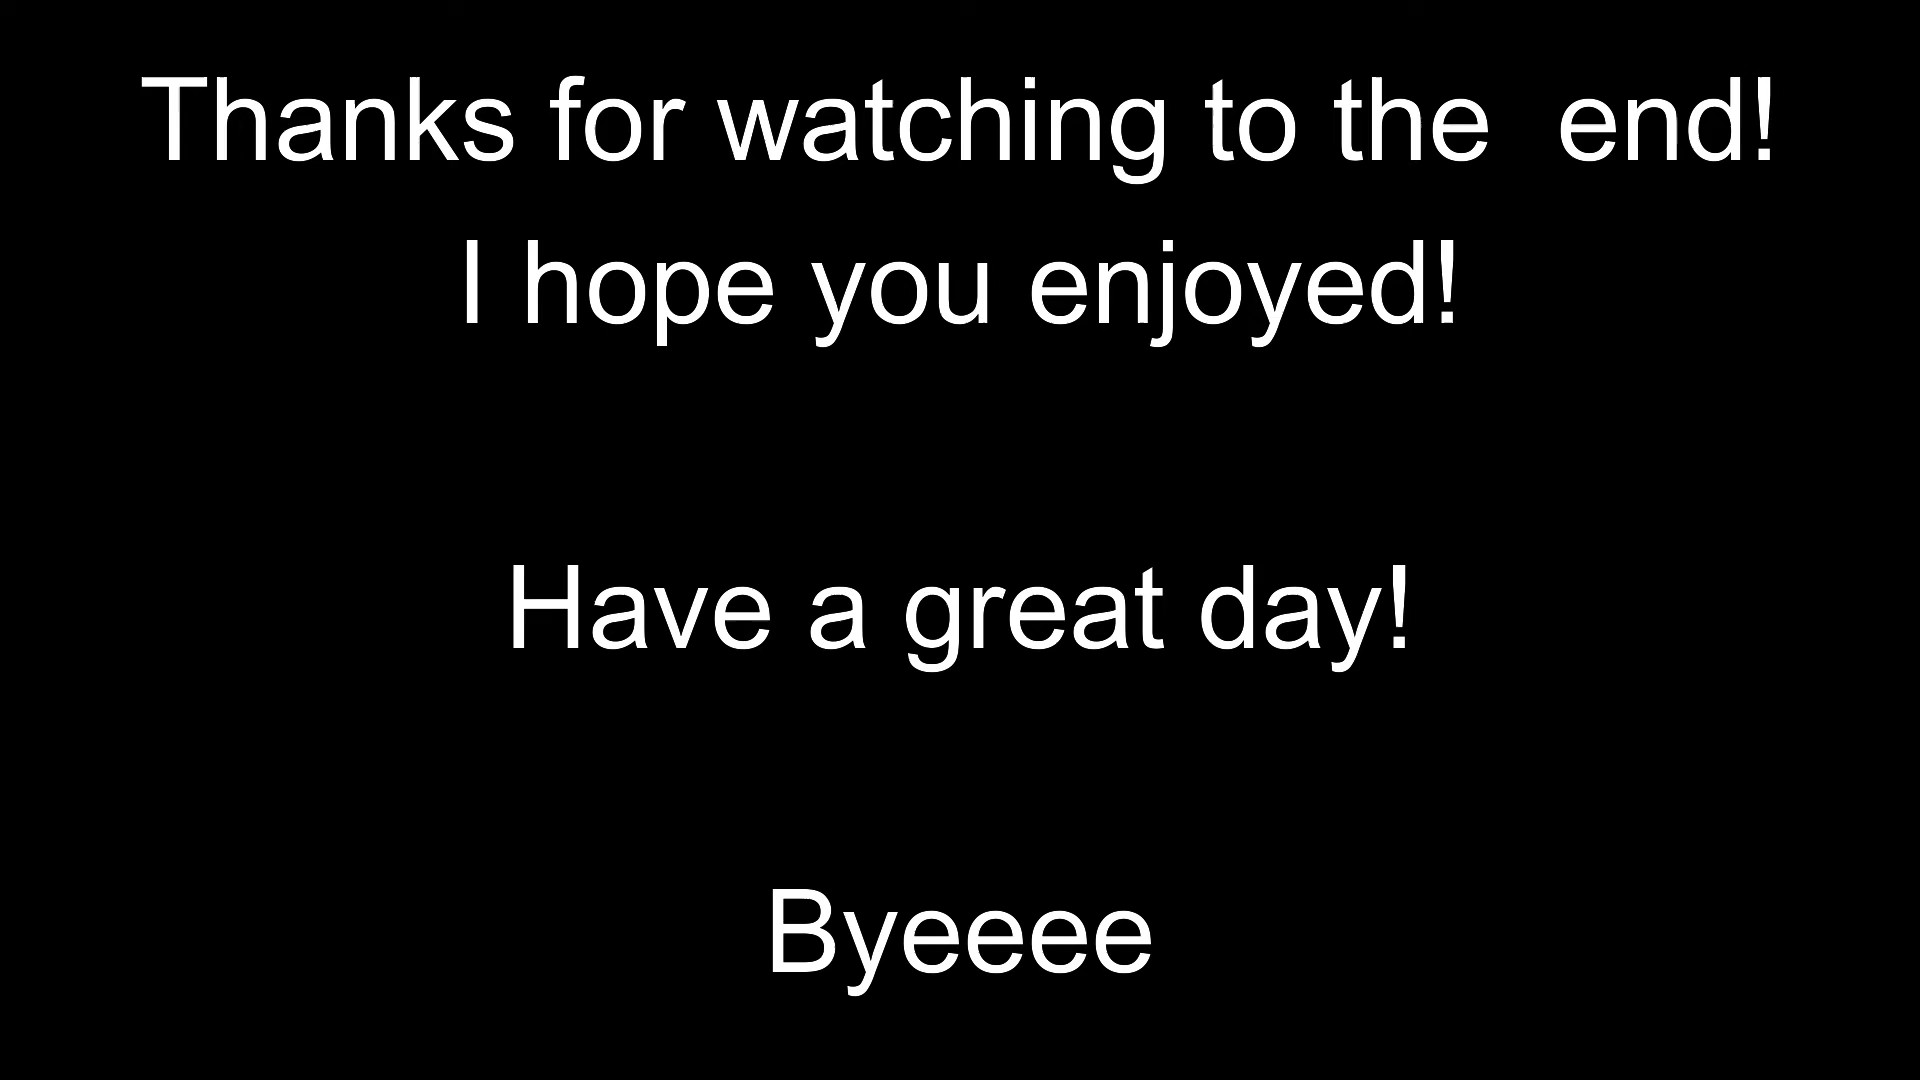 Thanks for watching to the  end!
I hope you enjoyed!
Have a great day!
Byeeee